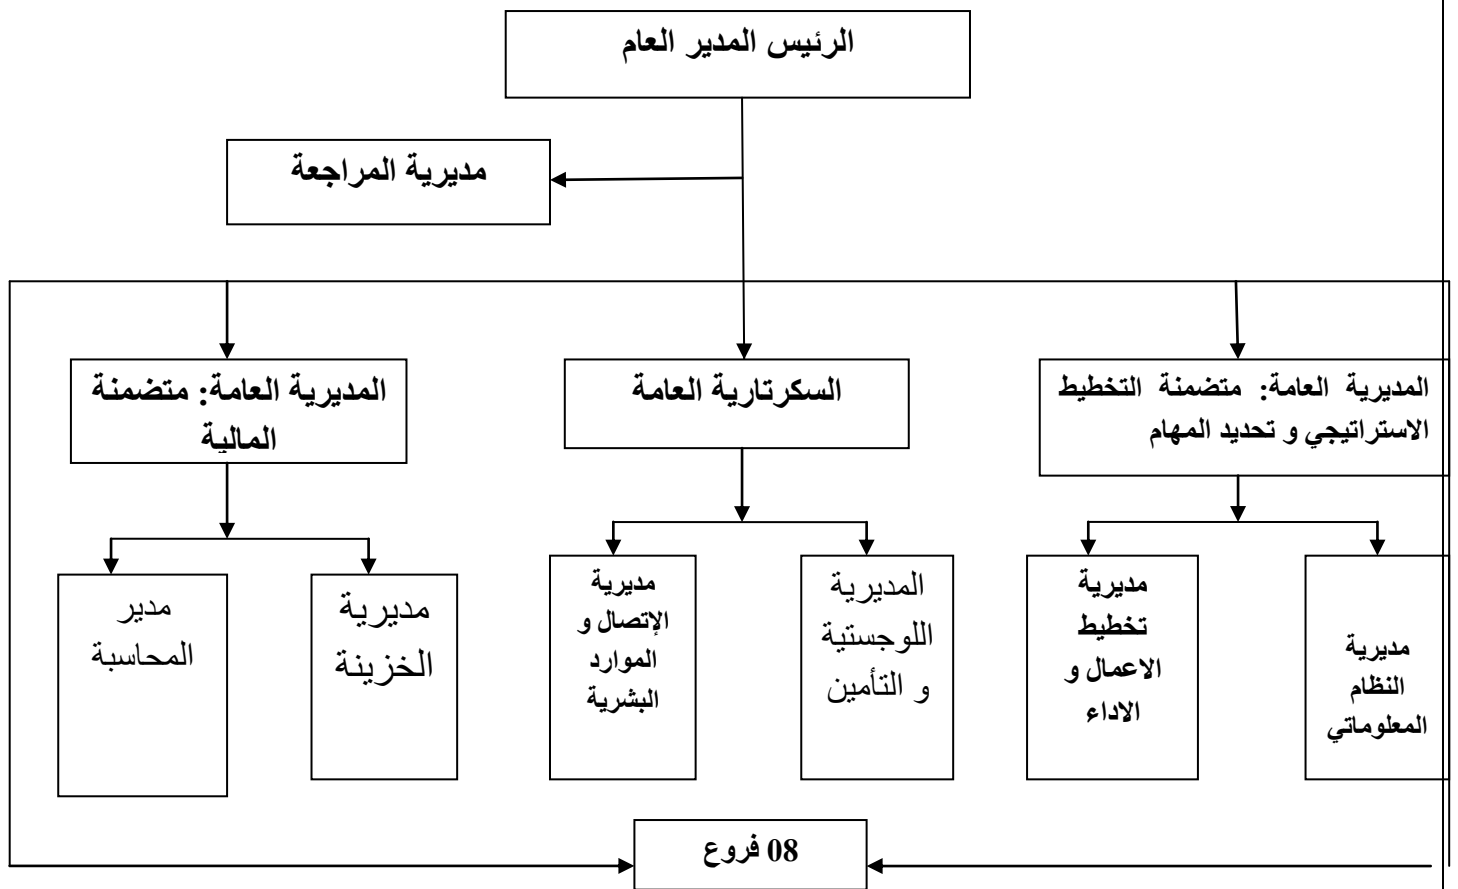 الرئيس المدير العام
مديرية المراجعة
المديرية العامة: متضمنة التخطيط
الاستراتيجي و تحديد المهام
السكرتارية العامة
المديرية العامة: متضمنة
المالية
مديرية
النظام
المعلوماتي
مديرية
تخطيط
الاعمال و
الاداء
المديرية
اللوجستية
و التأمين
مديرية
الإتصال و
الموارد
البشرية
مديرية
الخزينة
مدير
المحاسبة
08 فروع